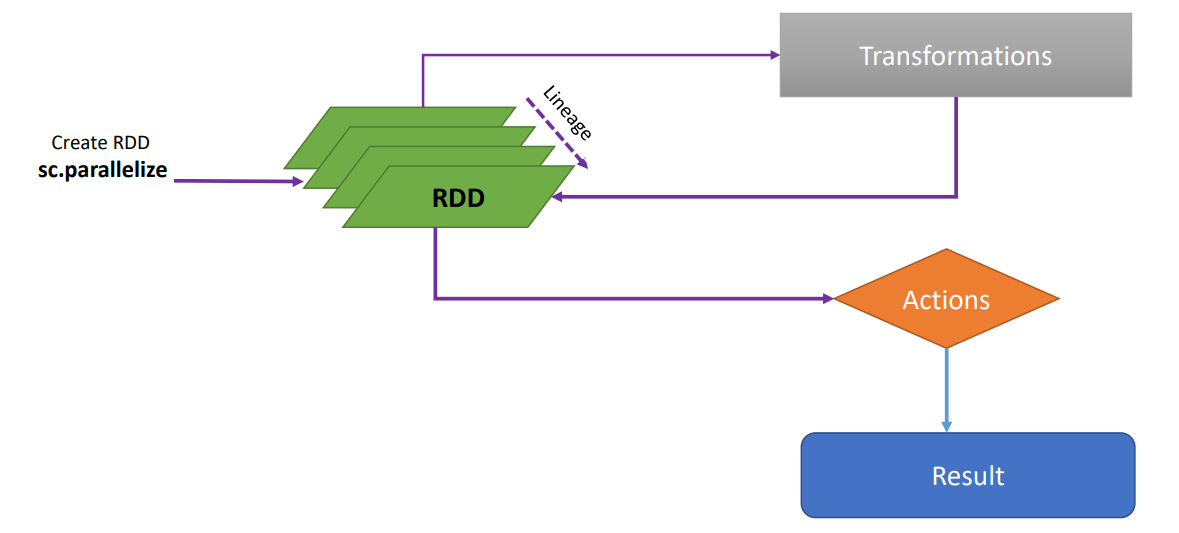 Transformations
Lineage
Create RDD
sc.parallelize
RDD
Actions
Result